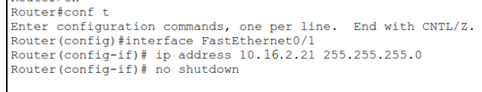 Router#conf t
Enter configuration commands, one per line.  End with CNTL/Z.
Router(config)#interface FastEthernet0/1
Router(config-if)# ip address 10.16.2.21 255.255.255.0
Router(config-if)# no shutdown